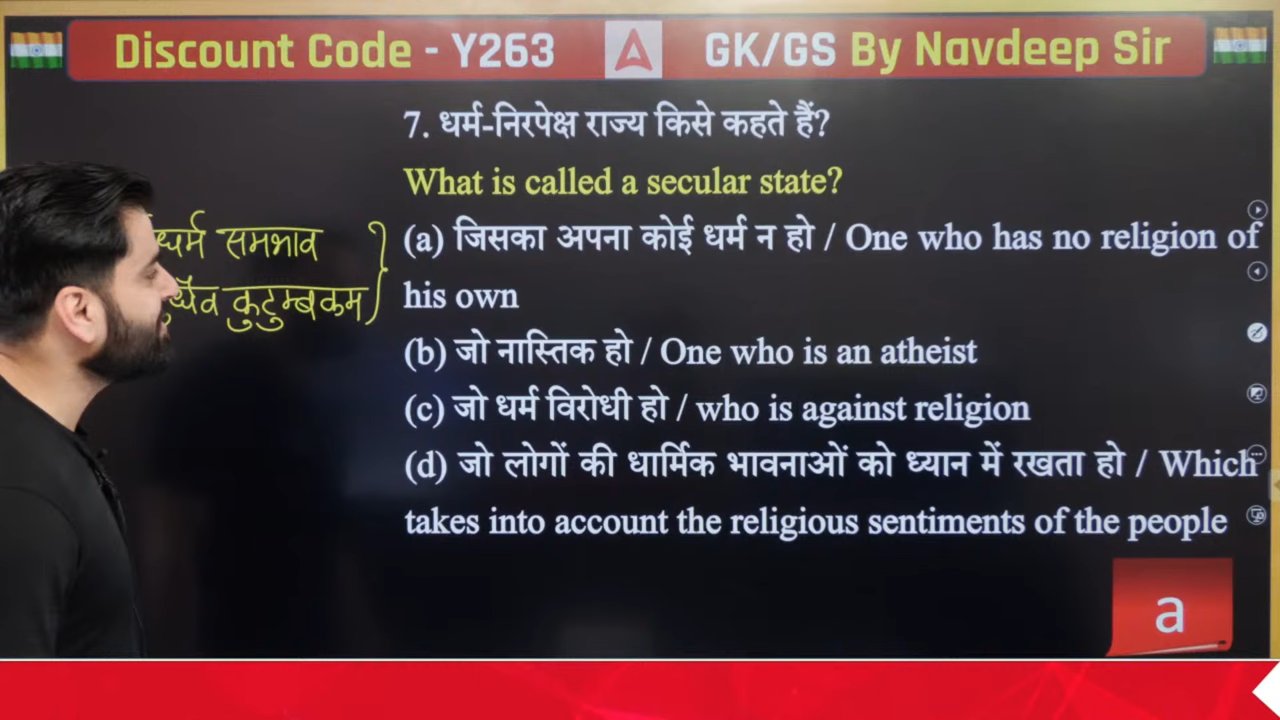 Discount Code - Y263 GK/GS By Navdeep Sir
7. धर्म-निरपेक्ष राज्य किसे कहते हैं?
What is called a secular state?
धर्म समभाव
कुटुम्बकम
(a) जिसका अपना कोई धर्म न हो / One who has no religion of
his own
(b) जो नास्तिक हो / One who is an atheist
(c) जो धर्म विरोधी हो / who is against religion
(d) जो लोगों की धार्मिक भावनाओं को ध्यान में रखता हो / Which
takes into account the religious sentiments of the people
a